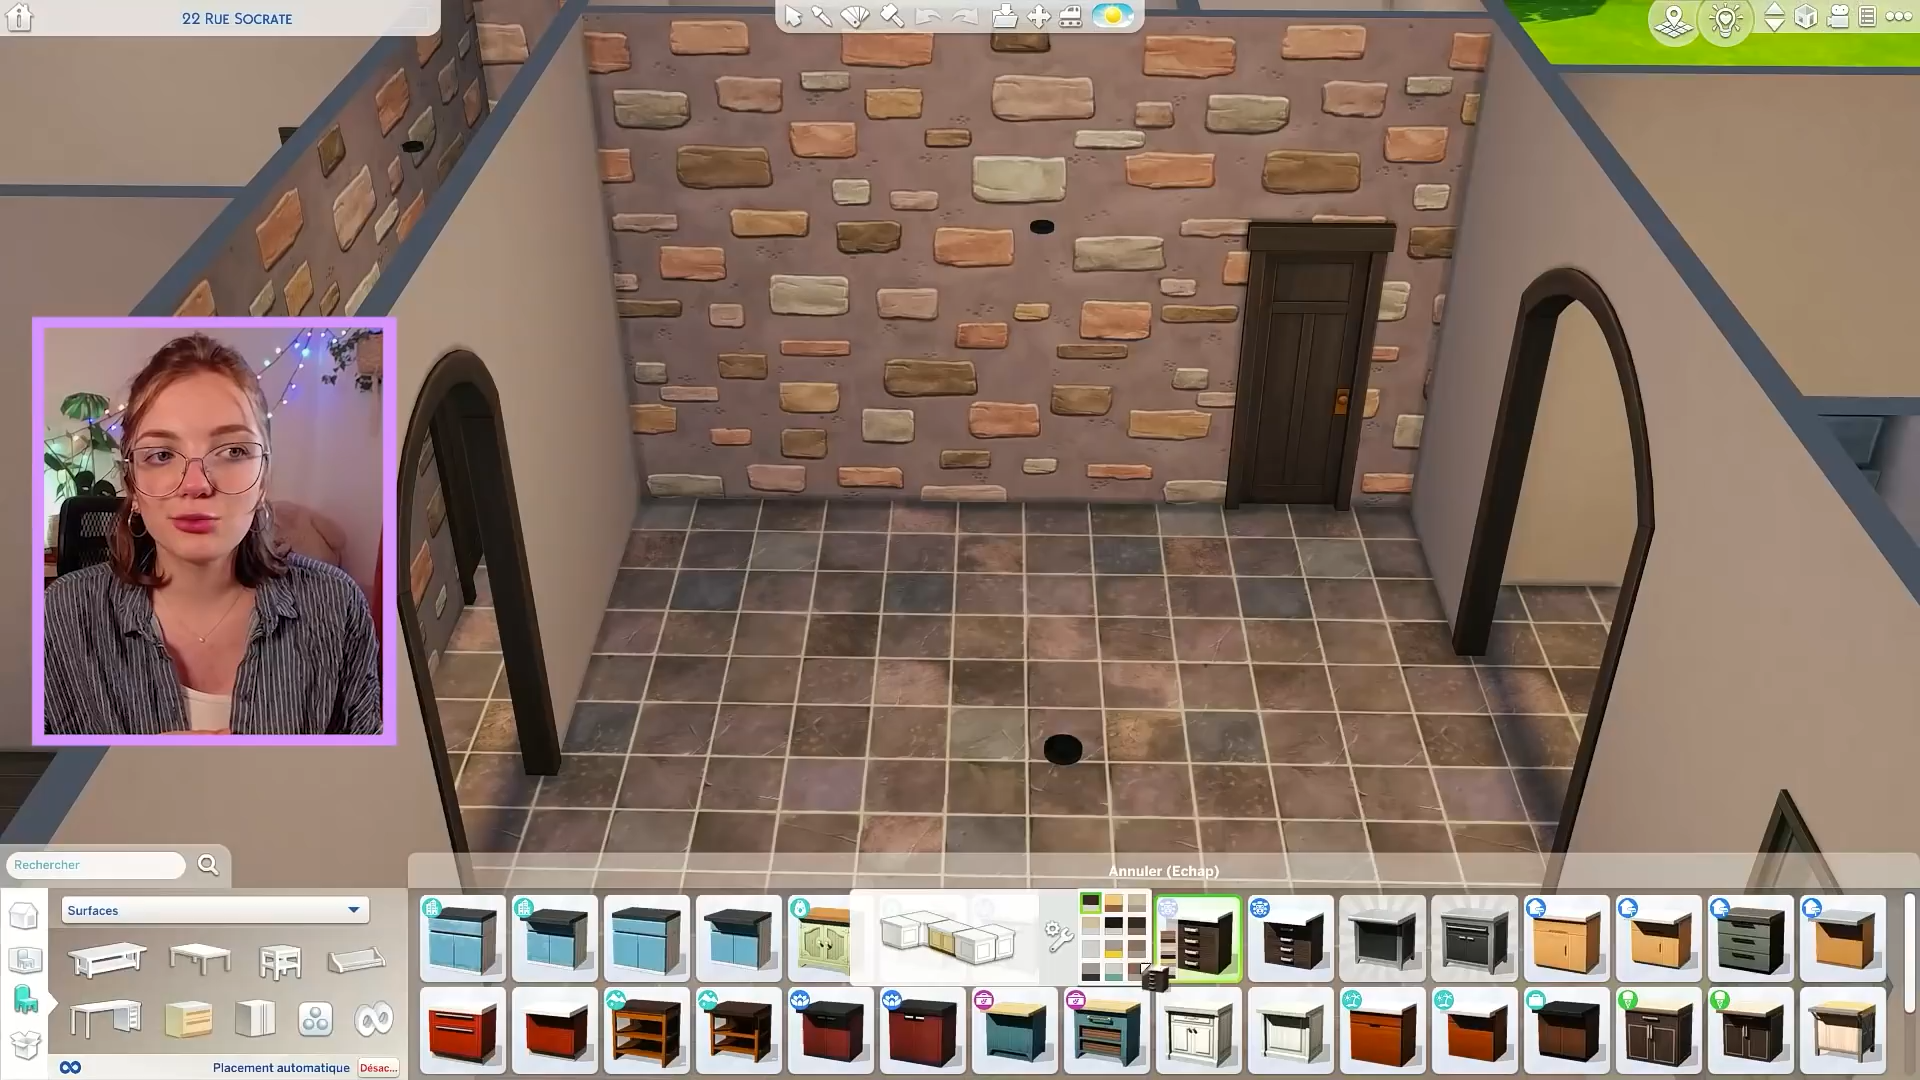 22 RUE SOCRATE
Annuler (Echap)
Rechercher
Surfaces
Placement automatique
Désac...